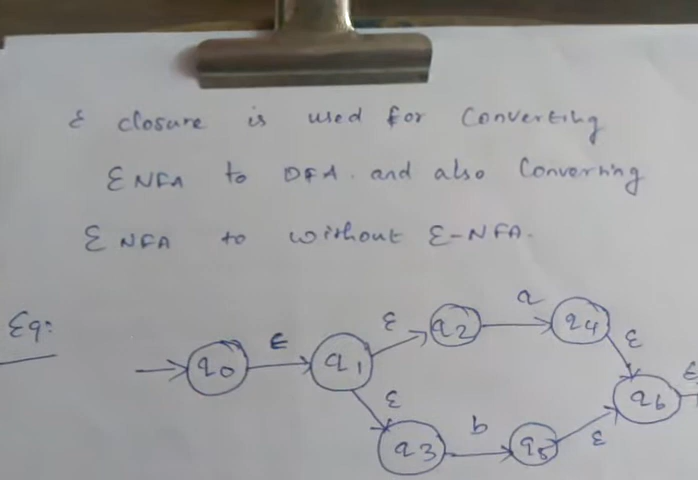 ε closure is used for converting
ε NFA to DFA. and also Converting
ε NFA to without ε-NFA.
Eg:
ε a ε
q0 ε q1 q2 q4 ε
ε q3 b q5 ε q6